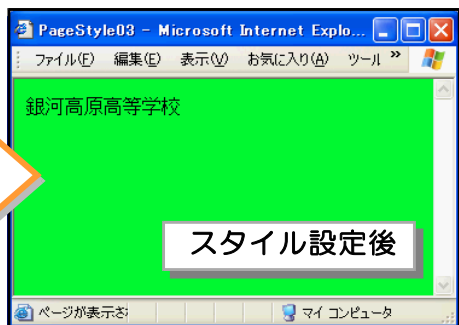 PageStyle03 - Microsoft Internet Explo...
ファイル(F) 編集(E) 表示(V) お気に入り(A) ツール »
銀河高原高等学校
スタイル設定後
ページが表示さ マイ コンピュータ